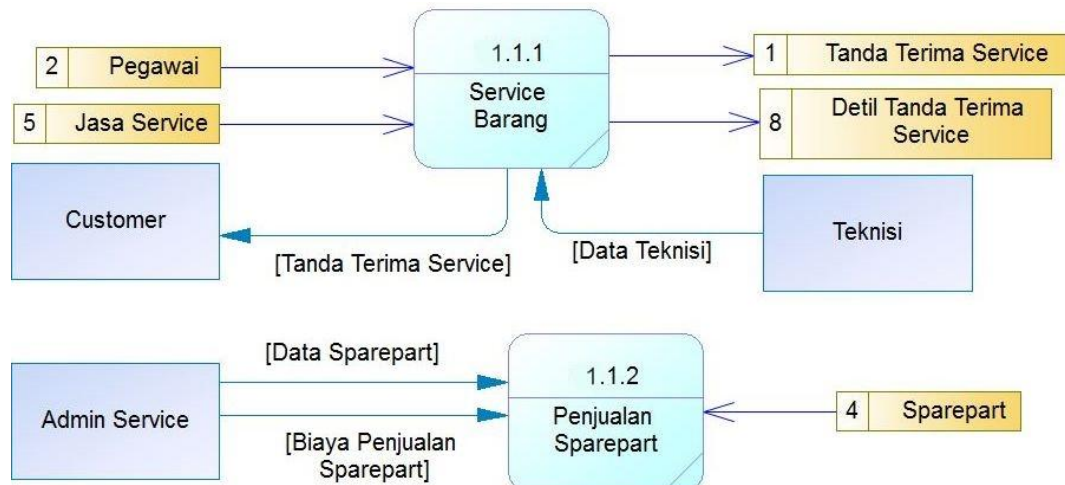 2 Pegawai
5 Jasa Service
1.1.1
Service
Barang
1 Tanda Terima Service
8 Detil Tanda Terima
Service
Customer
[Tanda Terima Service]
[Data Teknisi]
Teknisi
Admin Service
[Data Sparepart]
[Biaya Penjualan
Sparepart]
1.1.2
Penjualan
Sparepart
4 Sparepart